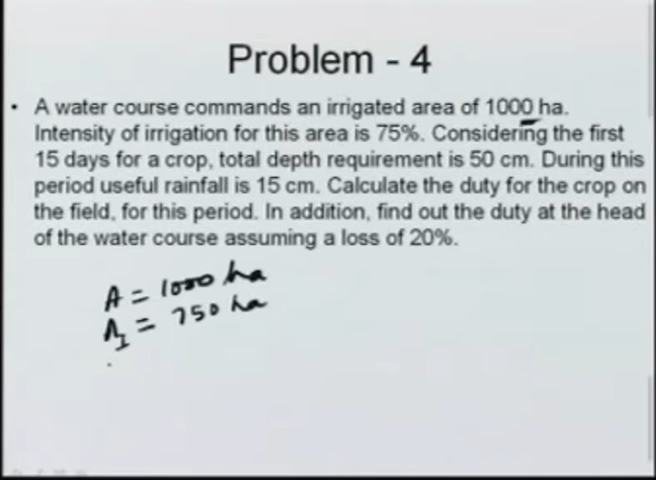 Problem - 4
• A water course commands an irrigated area of 1000 ha.
Intensity of irrigation for this area is 75%. Considering the first
15 days for a crop, total depth requirement is 50 cm. During this
period useful rainfall is 15 cm. Calculate the duty for the crop on
the field, for this period. In addition, find out the duty at the head
of the water course assuming a loss of 20%.
A = 1000 ha
A_I = 750 ha